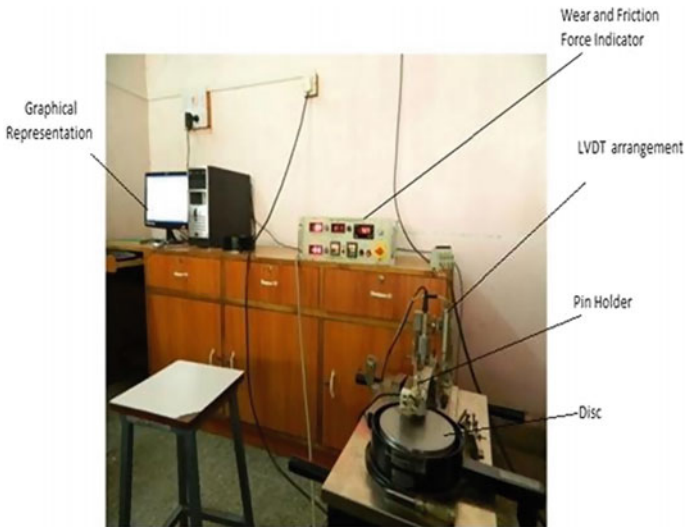 Wear and Friction
Force Indicator
Graphical
Representation
LVDT arrangement
Pin Holder
Disc